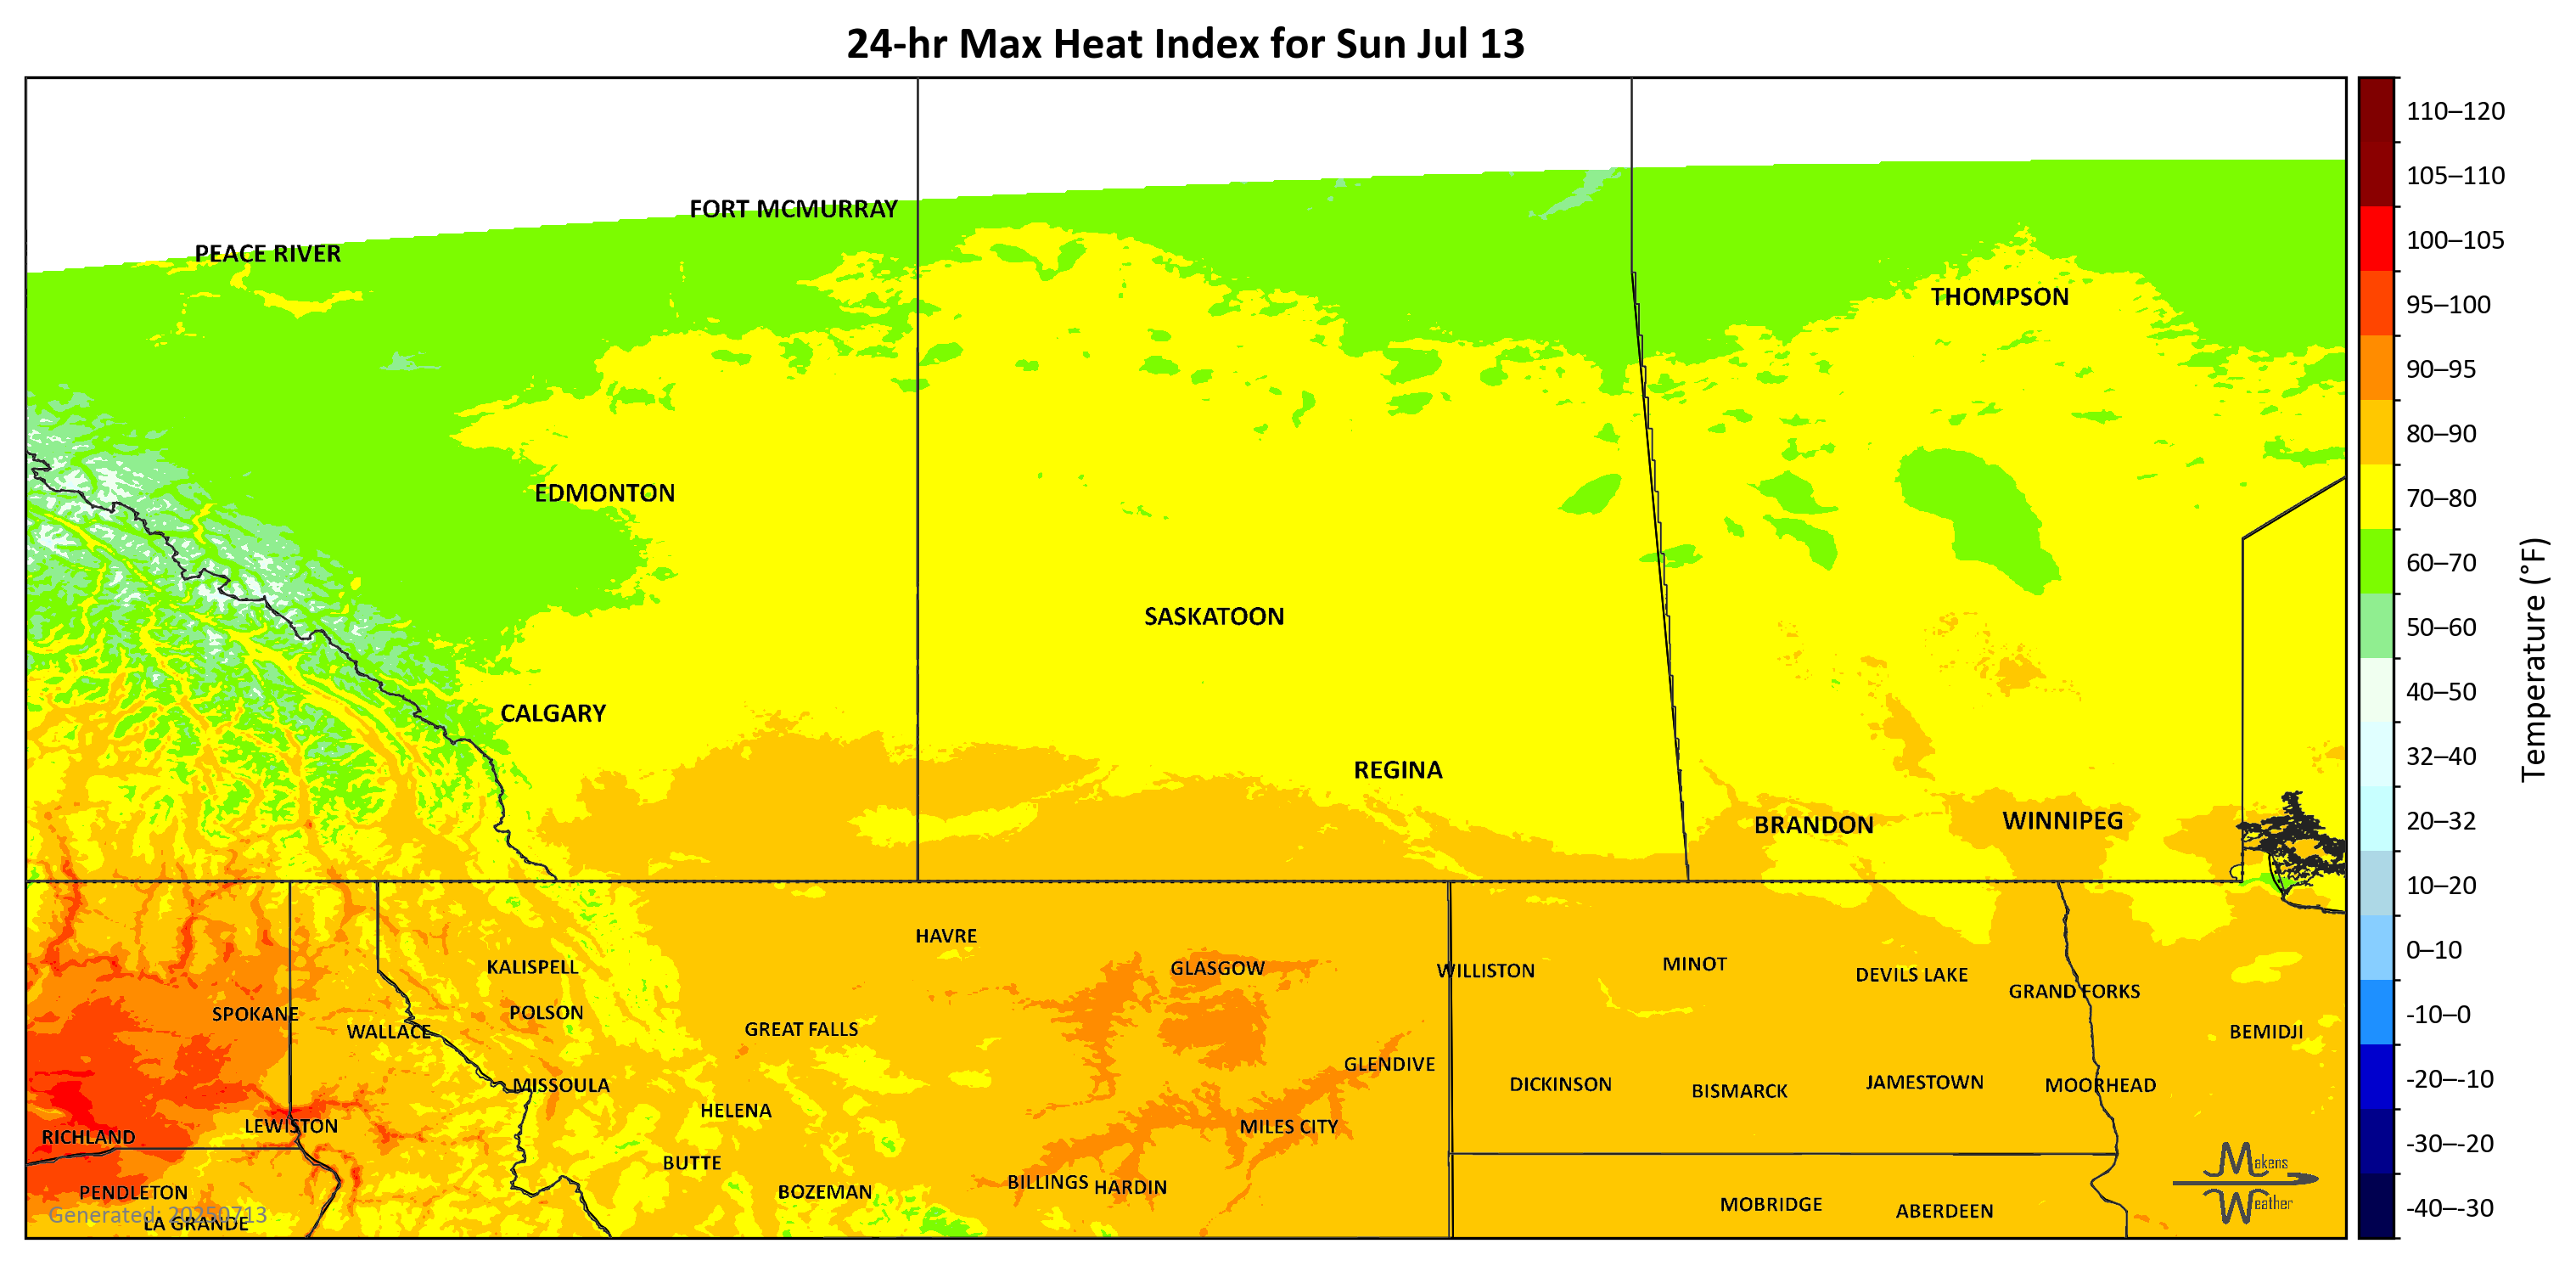 24-hr Max Heat Index for Sun Jul 13
FORT MCMURRAY
PEACE RIVER
THOMPSON
EDMONTON
SASKATOON
CALGARY
REGINA
BRANDON
WINNIPEG
HAVRE
KALISPELL
GLASGOW
WILLISTON
MINOT
DEVILS LAKE
GRAND FORKS
SPOKANE
POLSON
WALLACE
GREAT FALLS
BEMIDJI
GLENDIVE
MISSOULA
DICKINSON
BISMARCK
JAMESTOWN
MOORHEAD
HELENA
LEWISTON
MILES CITY
RICHLAND
BUTTE
BILLINGS
HARDIN
PENDLETON
BOZEMAN
MOBRIDGE
ABERDEEN
Generated: 20250713
LA GRANDE
Makens
Weather
110–120
105–110
100–105
95–100
90–95
80–90
70–80
60–70
50–60
40–50
32–40
20–32
10–20
0–10
-10–0
-20–-10
-30–-20
-40–-30
Temperature (°F)